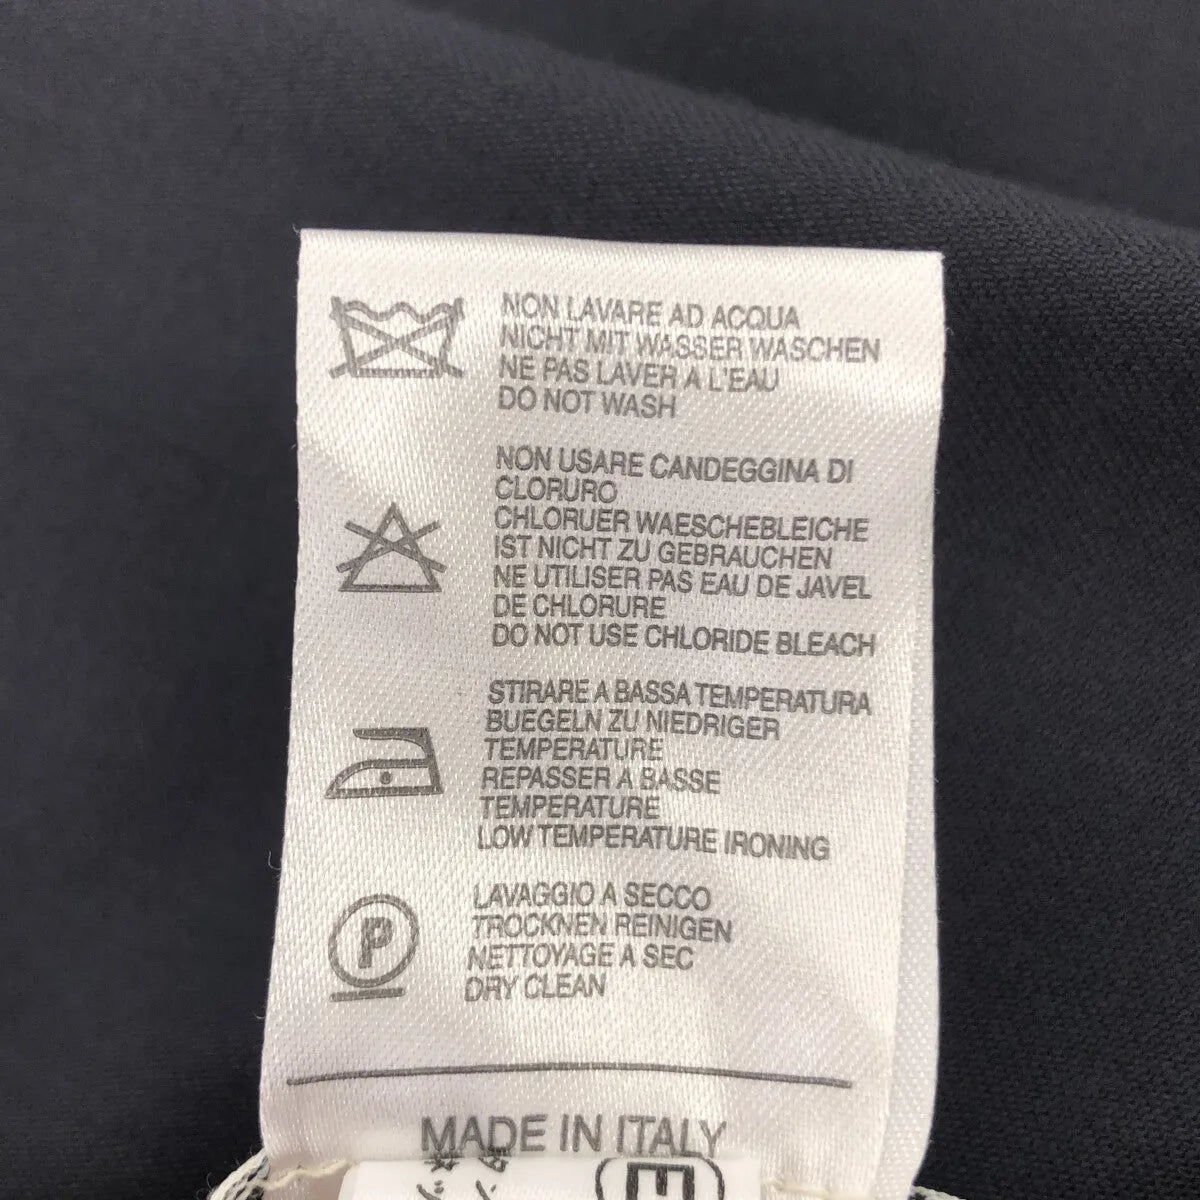 NON LAVARE AD ACQUA
NICHT MIT WASSER WASCHEN
NE PAS LAVER A L'EAU
DO NOT WASH
NON USARE CANDEGGINA DI
CLORURO
CHLORUER WAESCHEBLEICHE
IST NICHT ZU GEBRAUCHEN
NE UTILISER PAS EAU DE JAVEL
DE CHLORURE
DO NOT USE CHLORIDE BLEACH
STIRARE A BASSA TEMPERATURA
BUEGELN ZU NIEDRIGER
TEMPERATURE
REPASSER A BASSE
TEMPERATURE
LOW TEMPERATURE IRONING
P
LAVAGGIO A SECCO
TROCKNEN REINIGEN
NETTOYAGE A SEC
DRY CLEAN
MADE IN ITALY
E